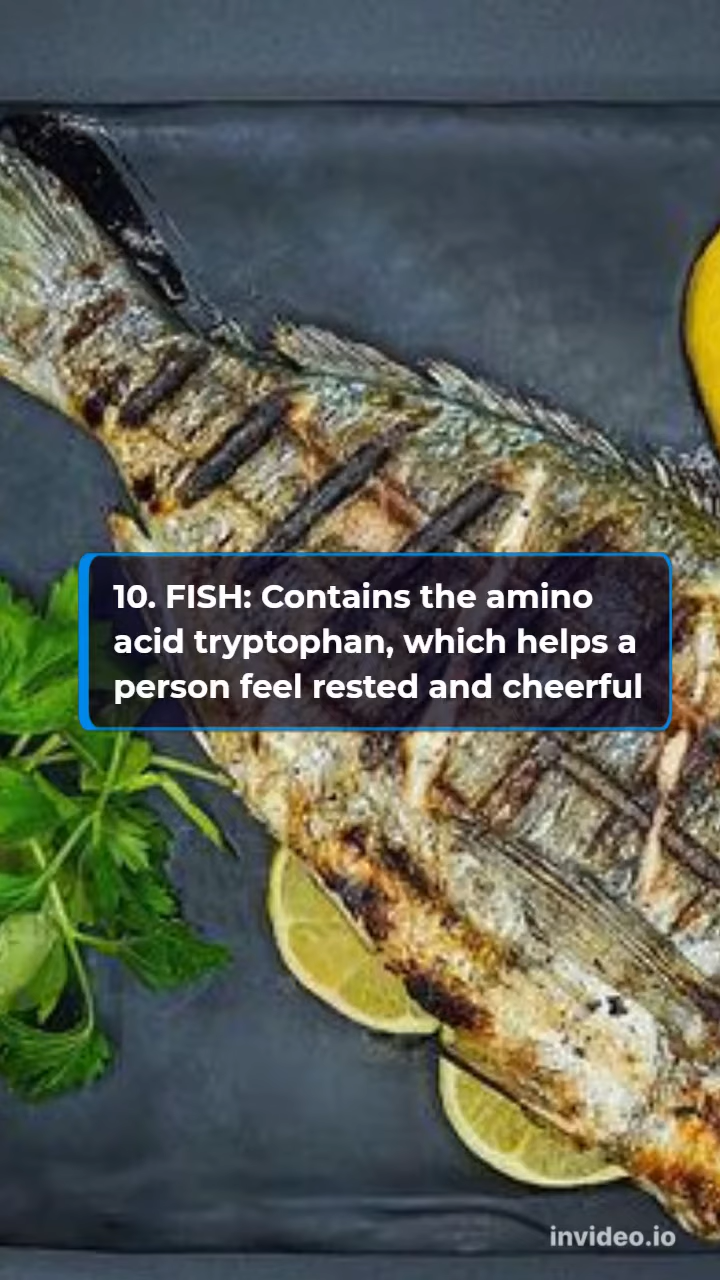 10. FISH: Contains the amino
acid tryptophan, which helps a
person feel rested and cheerful
invideo.io